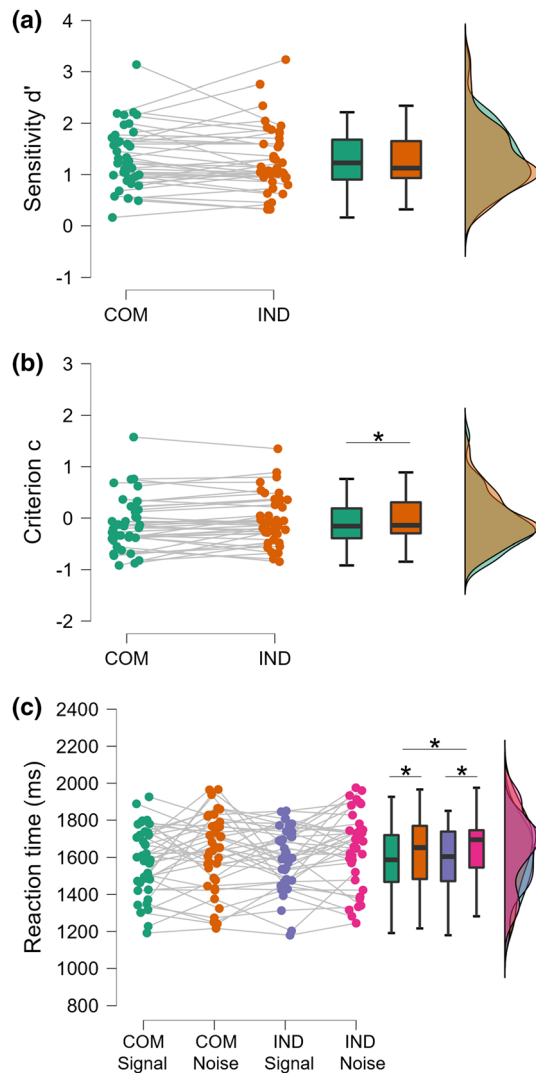 (a)
Sensitivity d'
4
3
2
1
0
-1
COM IND
(b)
Criterion c
3
2
1
0
-1
-2
*
COM IND
(c)
Reaction time (ms)
2400
2200
2000
1800
1600
1400
1200
1000
800
*
* *
COM COM IND IND
Signal Noise Signal Noise